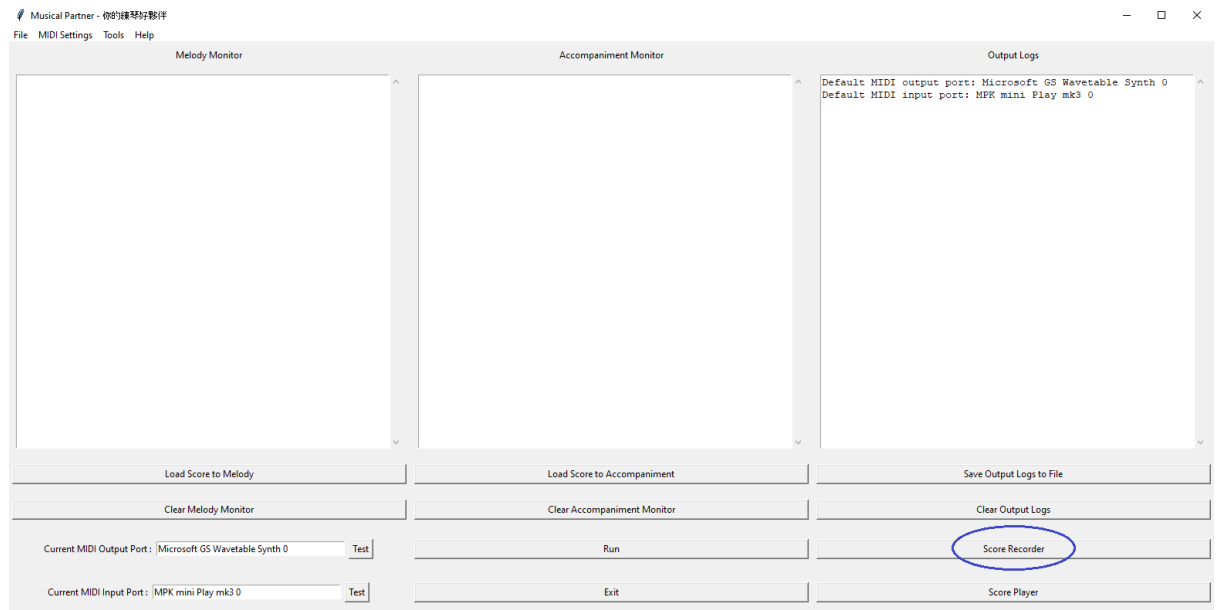 Musical Partner - 你的練琴好夥伴
File MIDI Settings Tools Help
Melody Monitor
Accompaniment Monitor
Output Logs
Default MIDI output port: Microsoft GS Wavetable Synth 0
Default MIDI input port: MPK mini Play mk3 0
Load Score to Melody
Load Score to Accompaniment
Save Output Logs to File
Clear Melody Monitor
Clear Accompaniment Monitor
Clear Output Logs
Current MIDI Output Port : Microsoft GS Wavetable Synth 0 Test
Run
Score Recorder
Current MIDI Input Port : MPK mini Play mk3 0 Test
Exit
Score Player